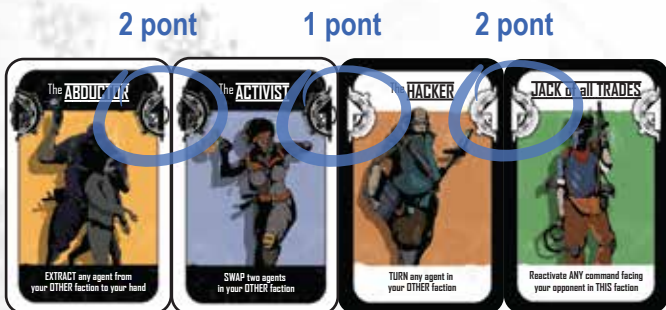 2 pont 1 pont 2 pont
The ABDUCTOR
The ACTIVIST
The HACKER
JACK of all TRADES
EXTRACT any agent from
your OTHER faction to your hand
SWAP two agents
in your OTHER faction
TURN any agent in
your OTHER faction
Reactivate ANY command facing
your opponent in THIS faction